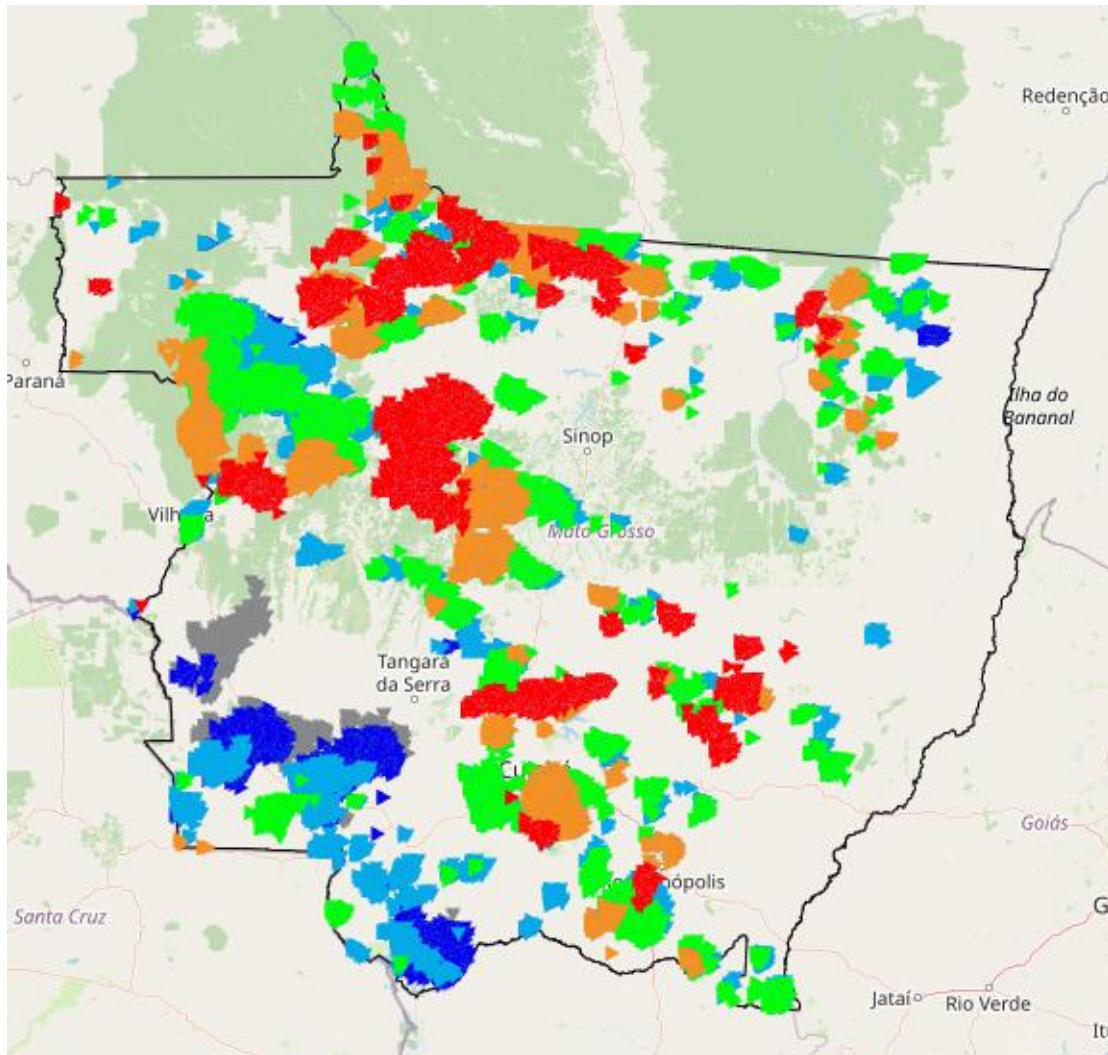 Redenção
Paraná
Ilha do
Bananal
Sinop
Mato Grosso
Tangará
da Serra
Goiás
Santa Cruz
Jataí
Rio Verde